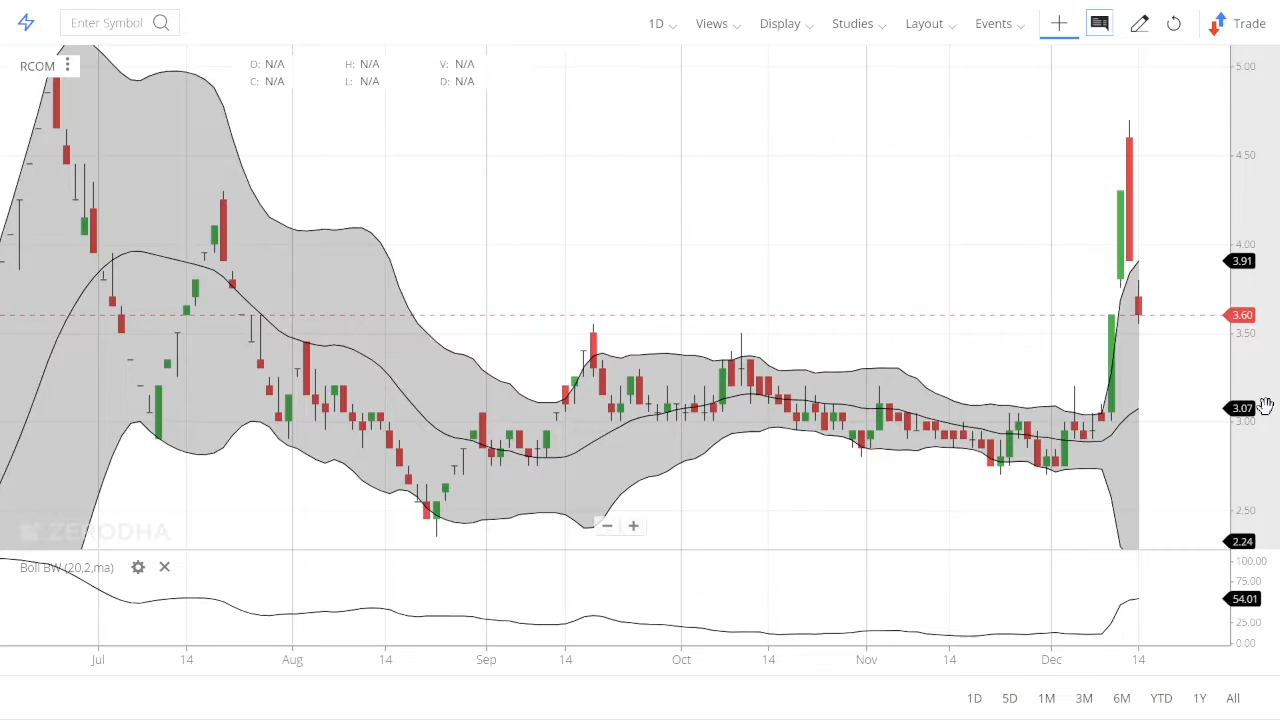 Enter Symbol 1D Views Display Studies Layout Events Trade
RCOM O: N/A H: N/A V: N/A
C: N/A L: N/A D: N/A
5.00
4.50
4.00
3.91
3.60
3.50
3.07
3.00
2.50
ZERODHA
2.24
Boll BW (20,2,ma)
100.00
75.00
54.01
25.00
0.00
Jul 14 Aug 14 Sep 14 Oct 14 Nov 14 Dec 14
1D 5D 1M 3M 6M YTD 1Y All